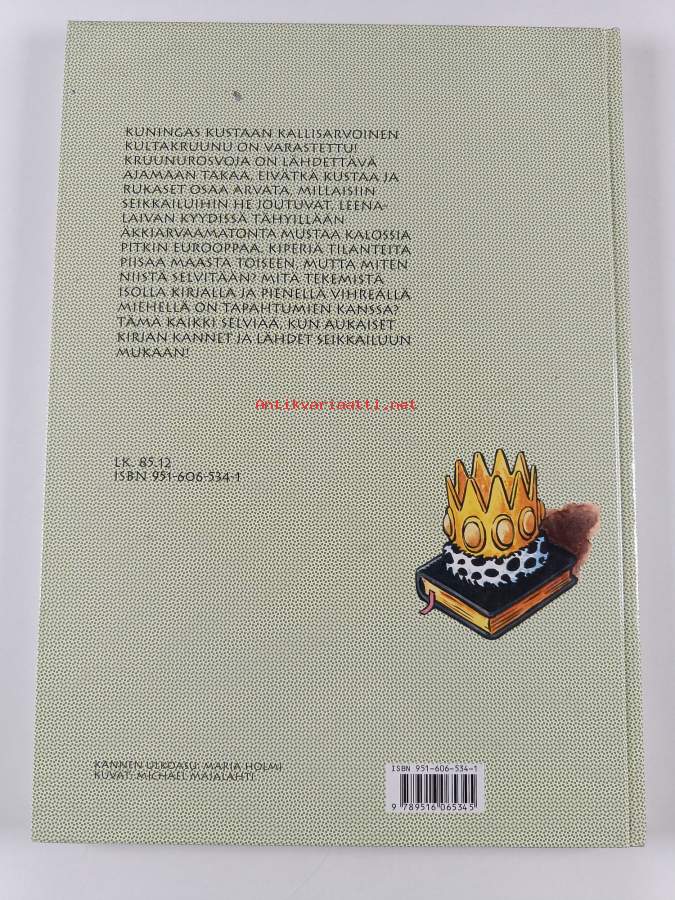 KUNINGAS KUSTAAN KALLISARVOINEN
KULTAKRUUNU ON VARASTETTU!
KRUUNUROSVOJA ON LÄHDETTÄVÄ
AJAMAAN TAKAA, EIVÄTKÄ KUSTAA JA
RUKASET OSAA ARVATA, MILLAISIIN
SEIKKAILUIHIN HE JOUTUVAT. LEENA-
LAIVAN KYYDISSÄ TÄHYILLÄÄN
ÄKKIARVAAMATONTA MUSTAA KALOSSIA
PITKIN EUROOPPAA. KIPERIÄ TILANTEITA
PIISAA MAASTA TOISEEN, MUTTA MITEN
NIISTÄ SELVITÄÄN? MITÄ TEKEMISTÄ
ISOLLA KIRJALLA JA PIENELLÄ VIHREÄLLÄ
MIEHELLÄ ON TAPAHTUMIEN KANSSA?
TÄMÄ KAIKKI SELVIÄÄ, KUN AUKAISET
KIRJAN KANNET JA LÄHDET SEIKKAILUUN
MUKAAN!
Antikvariaatti.net
LK. 85.12
ISBN 951-606-534-1
KANNEN ULKOASU: MARIA HOLMI
KUVAT: MICHAEL MAJALAHTI
ISBN 951-606-534-1
9 789516 065345